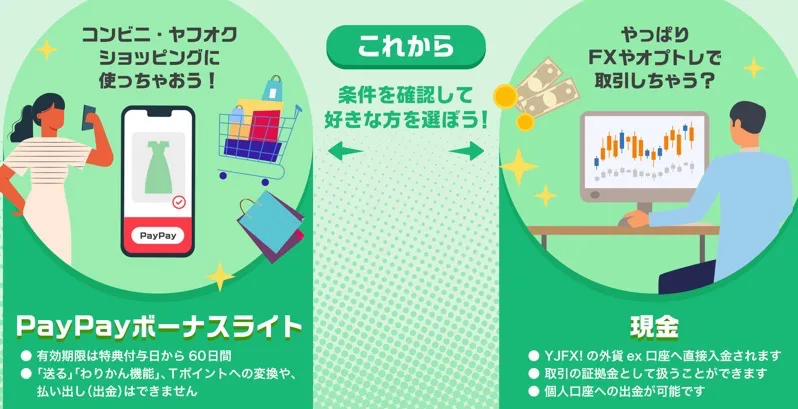 コンビニ・ヤフオク
ショッピングに
使っちゃおう！
PayPay
PayPayボーナスライト
● 有効期限は特典付与日から60日間
● 「送る」「わりかん機能」、Tポイントへの変換や、
払い出し（出金）はできません
これから
条件を確認して
好きな方を選ぼう！
やっぱり
FXやオプトレで
取引しちゃう？
現金
● YJFX! の外貨 ex 口座へ直接入金されます
● 取引の証拠金として扱うことができます
● 個人口座への出金が可能です